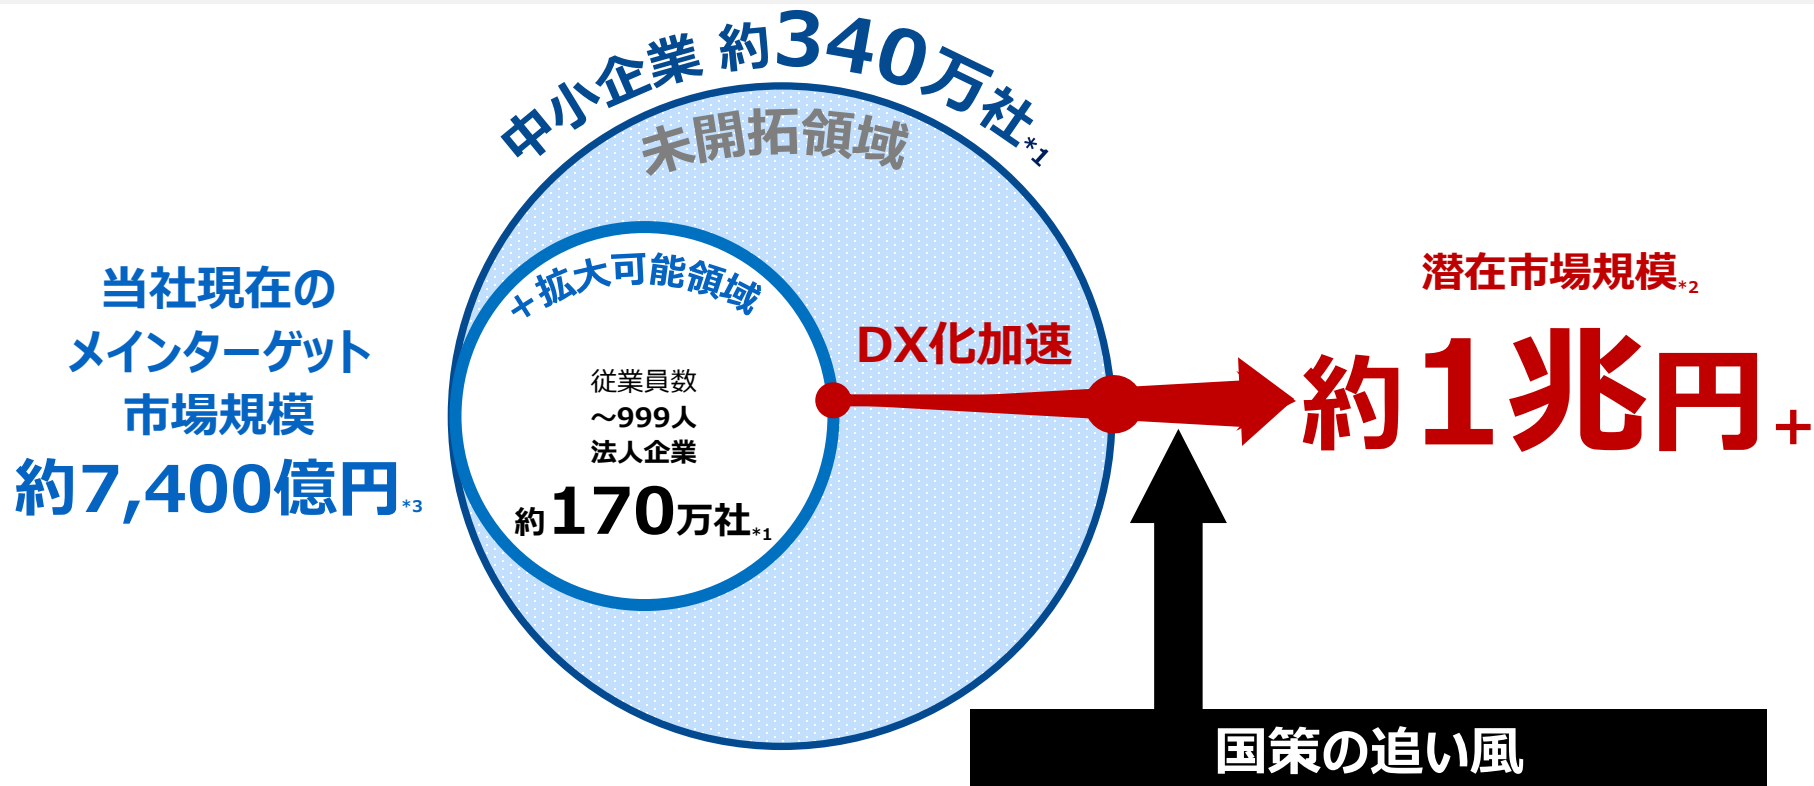 中小企業 約340万社*1
未開拓領域
当社現在の
メインターゲット
市場規模
約7,400億円*3
＋拡大可能領域
従業員数
～999人
法人企業
約170万社*1
DX化加速
潜在市場規模*2
約1兆円+
国策の追い風